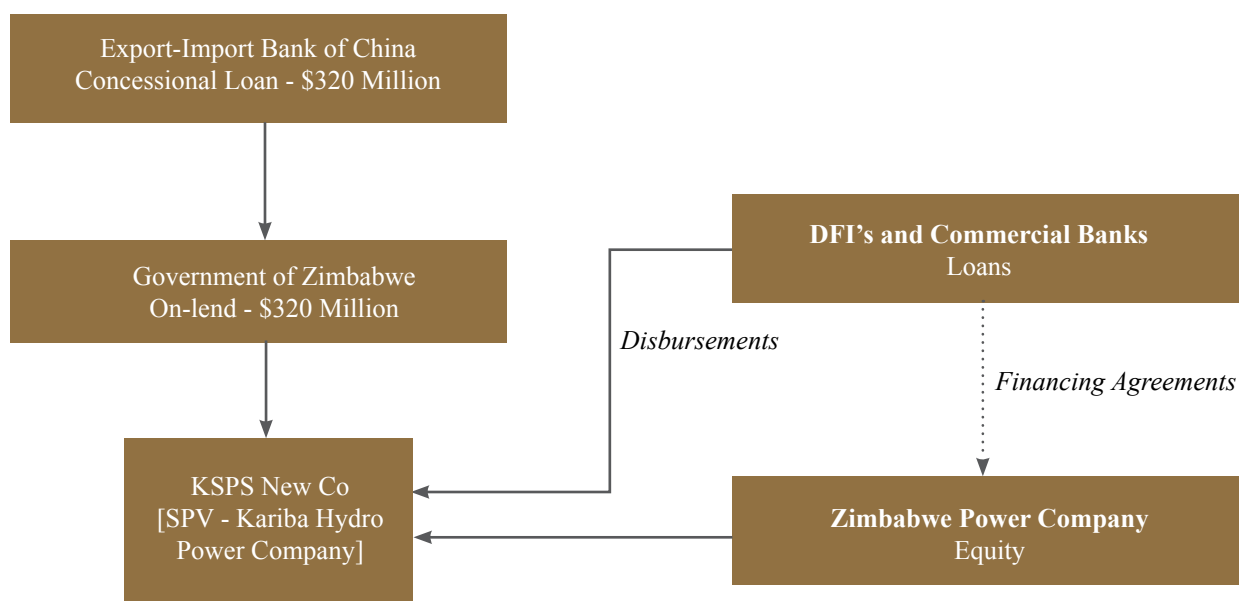 Export-Import Bank of China
Concessional Loan - $320 Million
Government of Zimbabwe
On-lend - $320 Million
KSPS New Co
[SPV - Kariba Hydro
Power Company]
DFI's and Commercial Banks
Loans
Disbursements
Financing Agreements
Zimbabwe Power Company
Equity